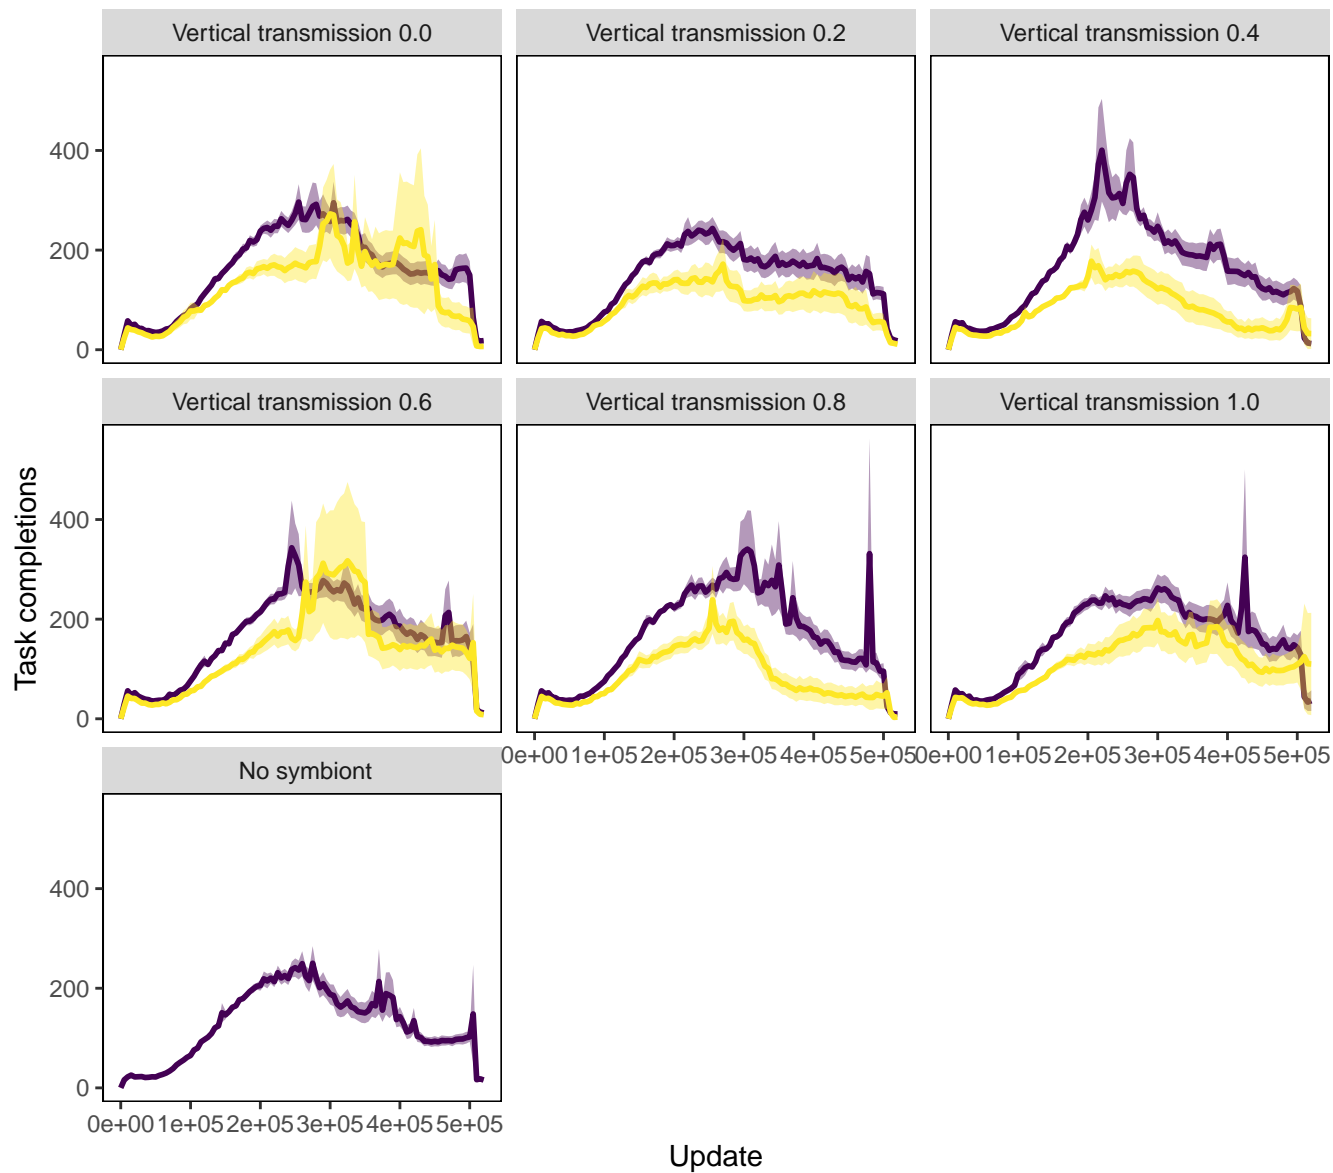 Vertical transmission 0.0
Vertical transmission 0.2
Vertical transmission 0.4
400
200
0
Vertical transmission 0.6
Vertical transmission 0.8
Vertical transmission 1.0
400
200
0
Task completions
0e+00 1e+05 2e+05 3e+05 4e+05 5e+05
0e+00 1e+05 2e+05 3e+05 4e+05 5e+05
No symbiont
400
200
0
0e+00 1e+05 2e+05 3e+05 4e+05 5e+05
Update